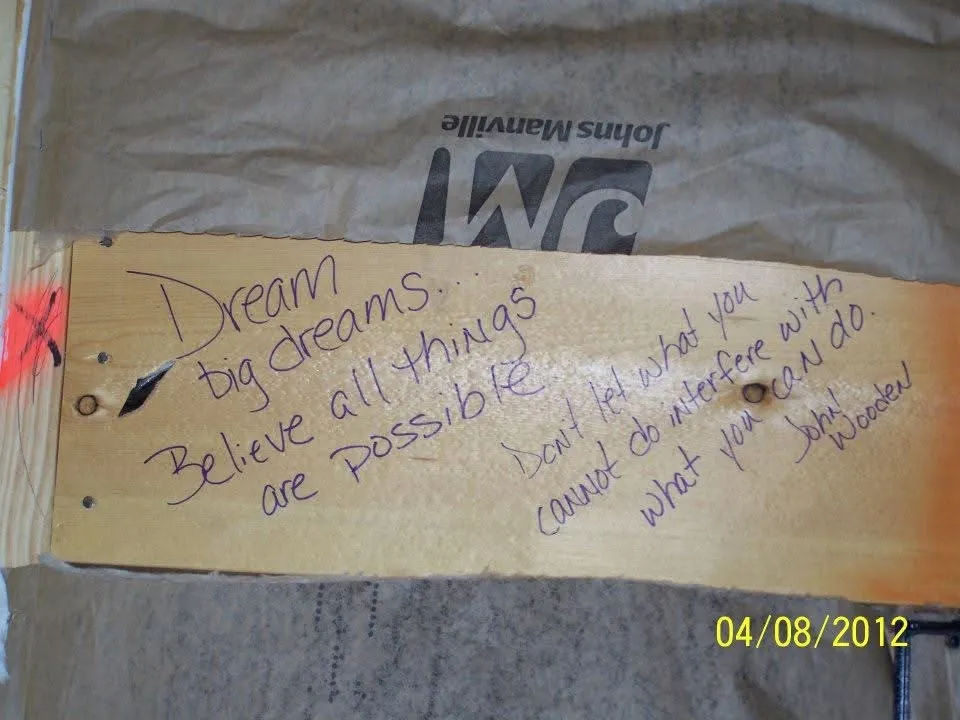 Johns Manville
JM
Dream
big dreams...
Believe all things
are possible
Don't let what you
cannot do interfere with
what you can do.
John
Wooden
04/08/2012